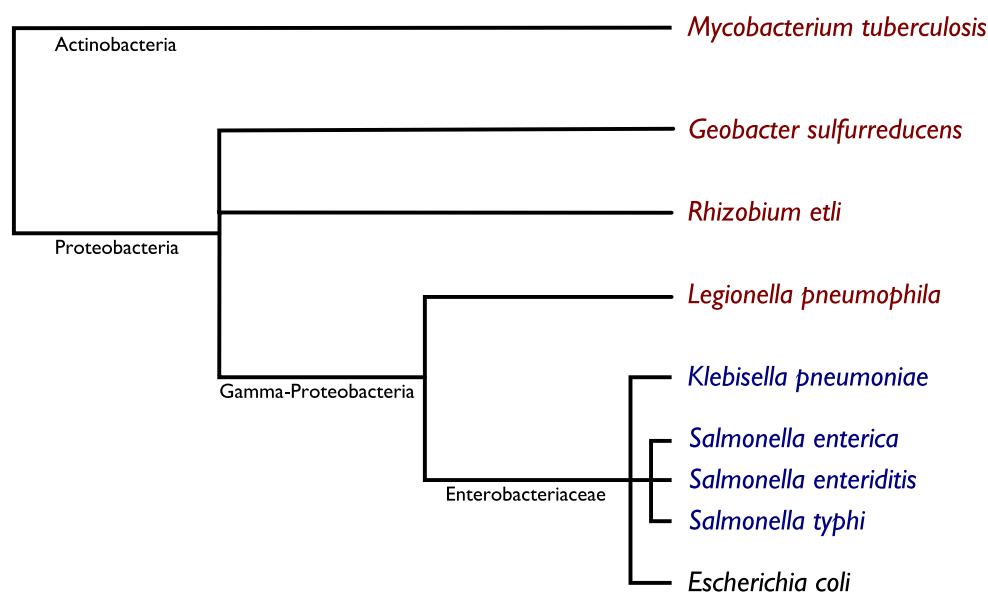 Mycobacterium tuberculosis
Actinobacteria
Geobacter sulfurreducens
Rhizobium etli
Proteobacteria
Legionella pneumophila
Klebisella pneumoniae
Gamma-Proteobacteria
Salmonella enterica
Salmonella enteriditis
Enterobacteriaceae
Salmonella typhi
Escherichia coli